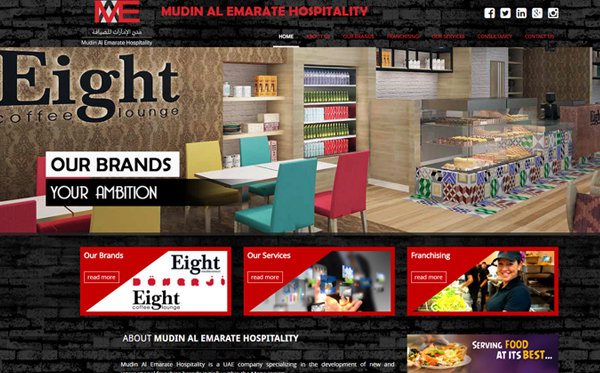 ME
MUDIN AL EMARATE HOSPITALITY
مدن الإمارات للضيافة
Mudin Al Emarate Hospitality
HOME ABOUT US OUR BRANDS FRANCHISING OUR SERVICES CONSULTANCY CONTACT US
Eight
coffee lounge
OUR BRANDS
YOUR AMBITION
Our Brands
read more
Eight
DÖNERJI
Eight
coffee lounge
Our Services
read more
Franchising
read more
ABOUT MUDIN AL EMARATE HOSPITALITY
Mudin Al Emarate Hospitality is a UAE company specializing in the development of new and
SERVING FOOD
AT ITS BEST...